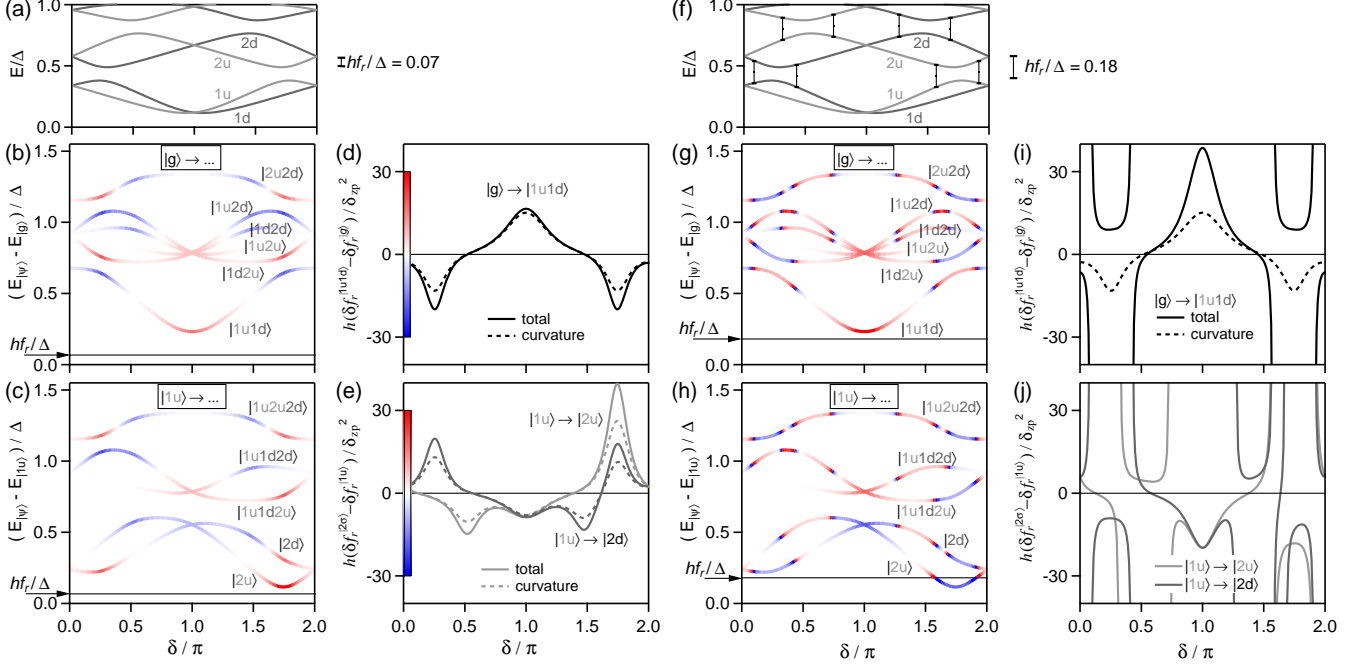 (a)
1.0
0.5
0.0
E/Δ
2d
2u
1u
1d
hf_r/Δ = 0.07
(b)
1.5
1.0
0.5
0.0
(E_|ψ⟩ - E_|g⟩) / Δ
|g⟩ → ...
|2u2d⟩
|1u2d⟩
|1d2d⟩
|1u2u⟩
|1d2u⟩
|1u1d⟩
hf_r/Δ
(c)
1.5
1.0
0.5
0.0
(E_|ψ⟩ - E_|1u⟩) / Δ
|1u⟩ → ...
|1u2u2d⟩
|1u1d2d⟩
|1u1d2u⟩
|2d⟩
|2u⟩
hf_r/Δ
0.0 0.5 1.0 1.5 2.0
δ / π
(d)
30
0
-30
h(δf_r^|1u1d⟩ − δf_r^|g⟩) / δ_zp^2
|g⟩ → |1u1d⟩
total
curvature
(e)
30
0
-30
h(δf_r^|2σ⟩ − δf_r^|1u⟩) / δ_zp^2
|1u⟩ → |2u⟩
|1u⟩ → |2d⟩
total
curvature
0.0 0.5 1.0 1.5 2.0
δ / π
(f)
1.0
0.5
0.0
E/Δ
2d
2u
1u
1d
hf_r/Δ = 0.18
(g)
1.5
1.0
0.5
0.0
(E_|ψ⟩ - E_|g⟩) / Δ
|g⟩ → ...
|2u2d⟩
|1u2d⟩
|1d2d⟩
|1u2u⟩
|1d2u⟩
|1u1d⟩
hf_r/Δ
(h)
1.5
1.0
0.5
0.0
(E_|ψ⟩ - E_|1u⟩) / Δ
|1u⟩ → ...
|1u2u2d⟩
|1u1d2d⟩
|1u1d2u⟩
|2d⟩
|2u⟩
hf_r/Δ
0.0 0.5 1.0 1.5 2.0
δ / π
(i)
30
0
-30
h(δf_r^|1u1d⟩ − δf_r^|g⟩) / δ_zp^2
|g⟩ → |1u1d⟩
total
curvature
(j)
30
0
-30
h(δf_r^|2σ⟩ − δf_r^|1u⟩) / δ_zp^2
|1u⟩ → |2u⟩
|1u⟩ → |2d⟩
0.0 0.5 1.0 1.5 2.0
δ / π